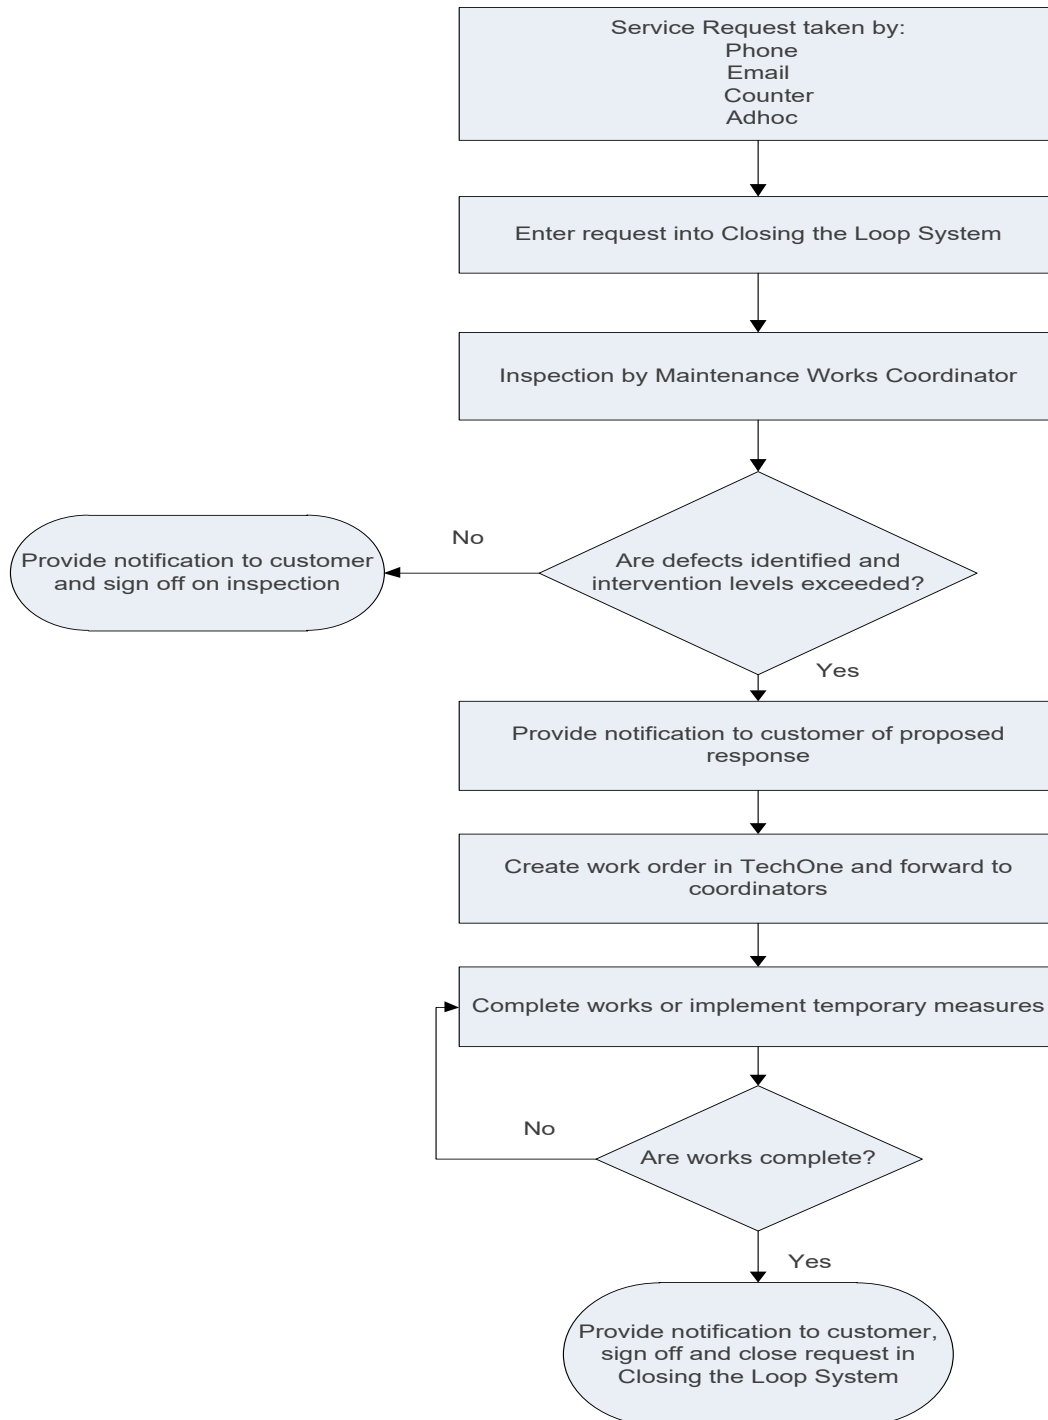 Service Request taken by:
Phone
Email
Counter
Adhoc
Enter request into Closing the Loop System
Inspection by Maintenance Works Coordinator
No
Provide notification to customer
and sign off on inspection
Are defects identified and
intervention levels exceeded?
Yes
Provide notification to customer of proposed
response
Create work order in TechOne and forward to
coordinators
Complete works or implement temporary measures
No
Are works complete?
Yes
Provide notification to customer,
sign off and close request in
Closing the Loop System